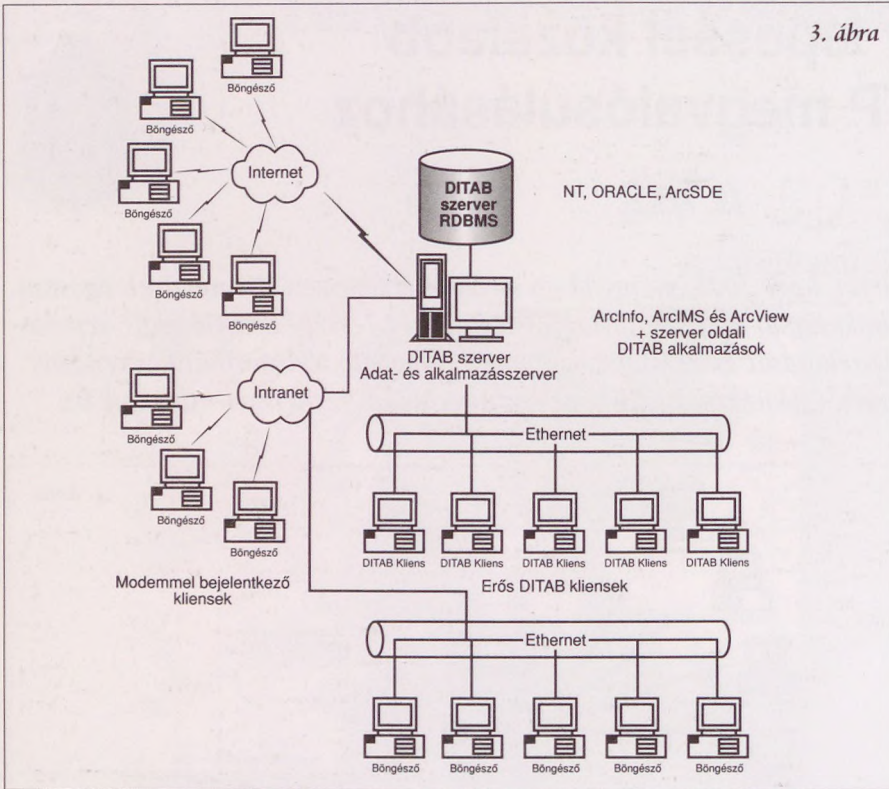 3. ábra
Böngésző
Böngésző
Böngésző
Böngésző
Böngésző
Internet
DITAB
szerver
RDBMS
NT, ORACLE, ArcSDE
ArcInfo, ArcIMS és ArcView
+ szerver oldali
DITAB alkalmazások
DITAB szerver
Adat- és alkalmazásszerver
Intranet
Böngésző
Böngésző
Böngésző
Modemmel bejelentkező
kliensek
Ethernet
DITAB Kliens
DITAB Kliens
DITAB Kliens
DITAB Kliens
DITAB Kliens
Erős DITAB kliensek
Ethernet
Böngésző
Böngésző
Böngésző
Böngésző
Böngésző